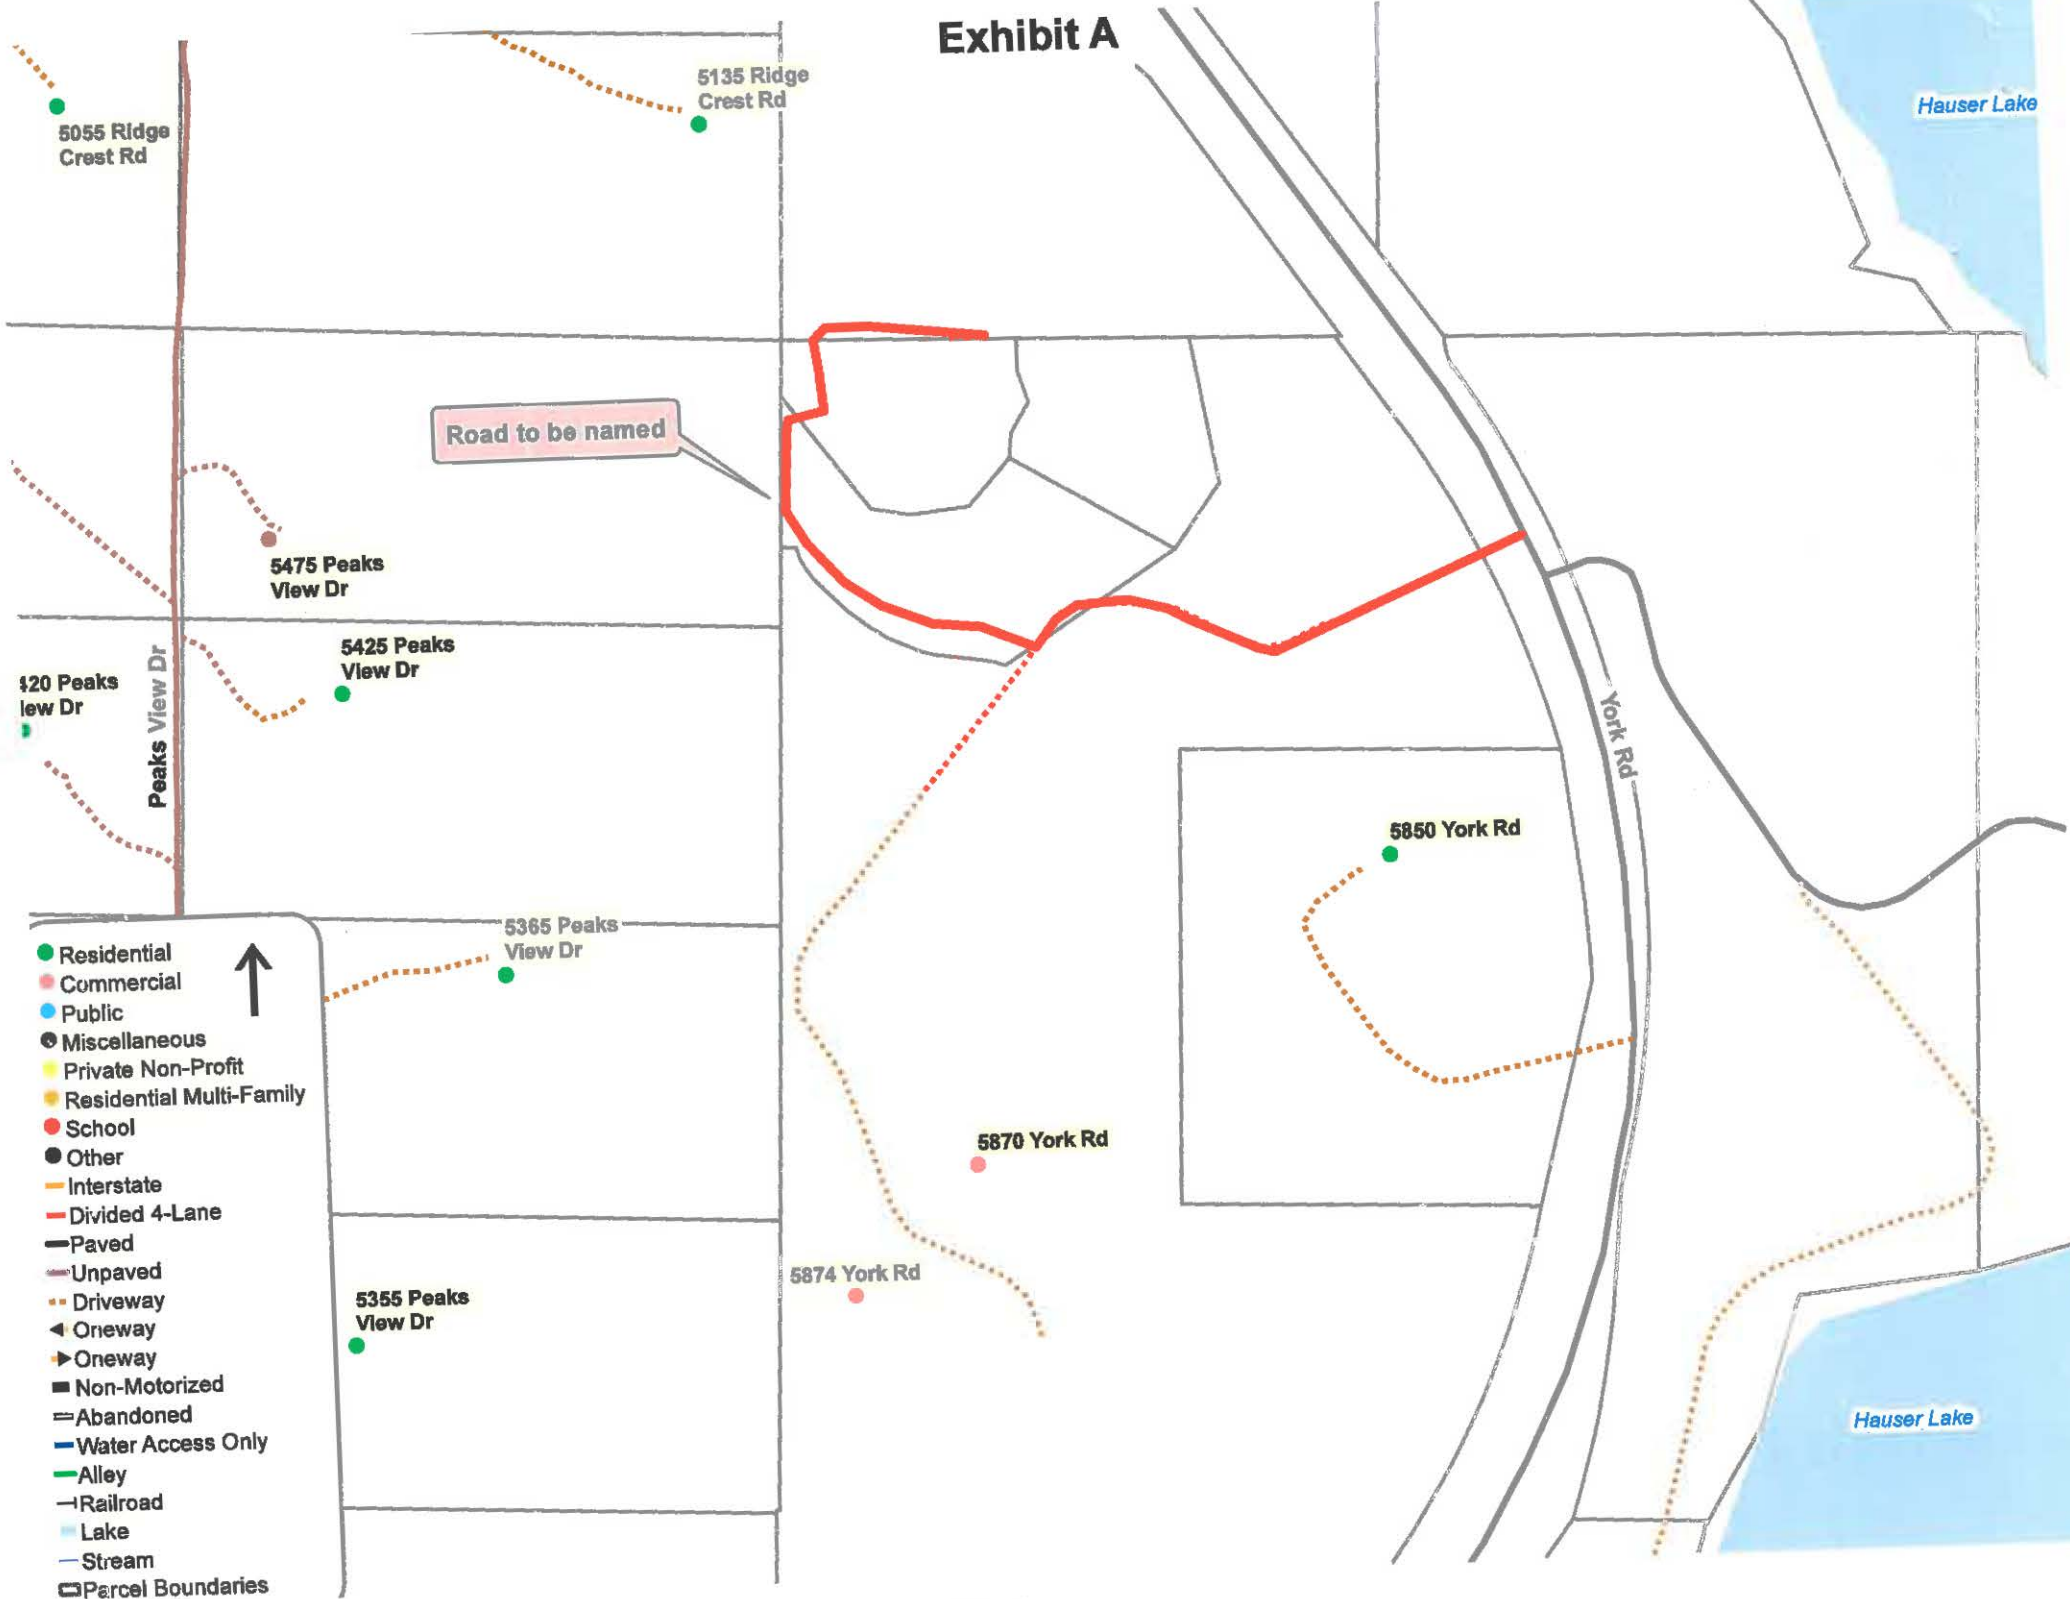 Exhibit A
5135 Ridge
Crest Rd
Hauser Lake
5055 Ridge
Crest Rd
Road to be named
5475 Peaks
View Dr
5425 Peaks
View Dr
420 Peaks
iew Dr
Peaks View Dr
York Rd
5850 York Rd
5365 Peaks
View Dr
5870 York Rd
5874 York Rd
5355 Peaks
View Dr
Hauser Lake
Residential
Commercial
Public
Miscellaneous
Private Non-Profit
Residential Multi-Family
School
Other
Interstate
Divided 4-Lane
Paved
Unpaved
Driveway
Oneway
Oneway
Non-Motorized
Abandoned
Water Access Only
Alley
Railroad
Lake
Stream
Parcel Boundaries